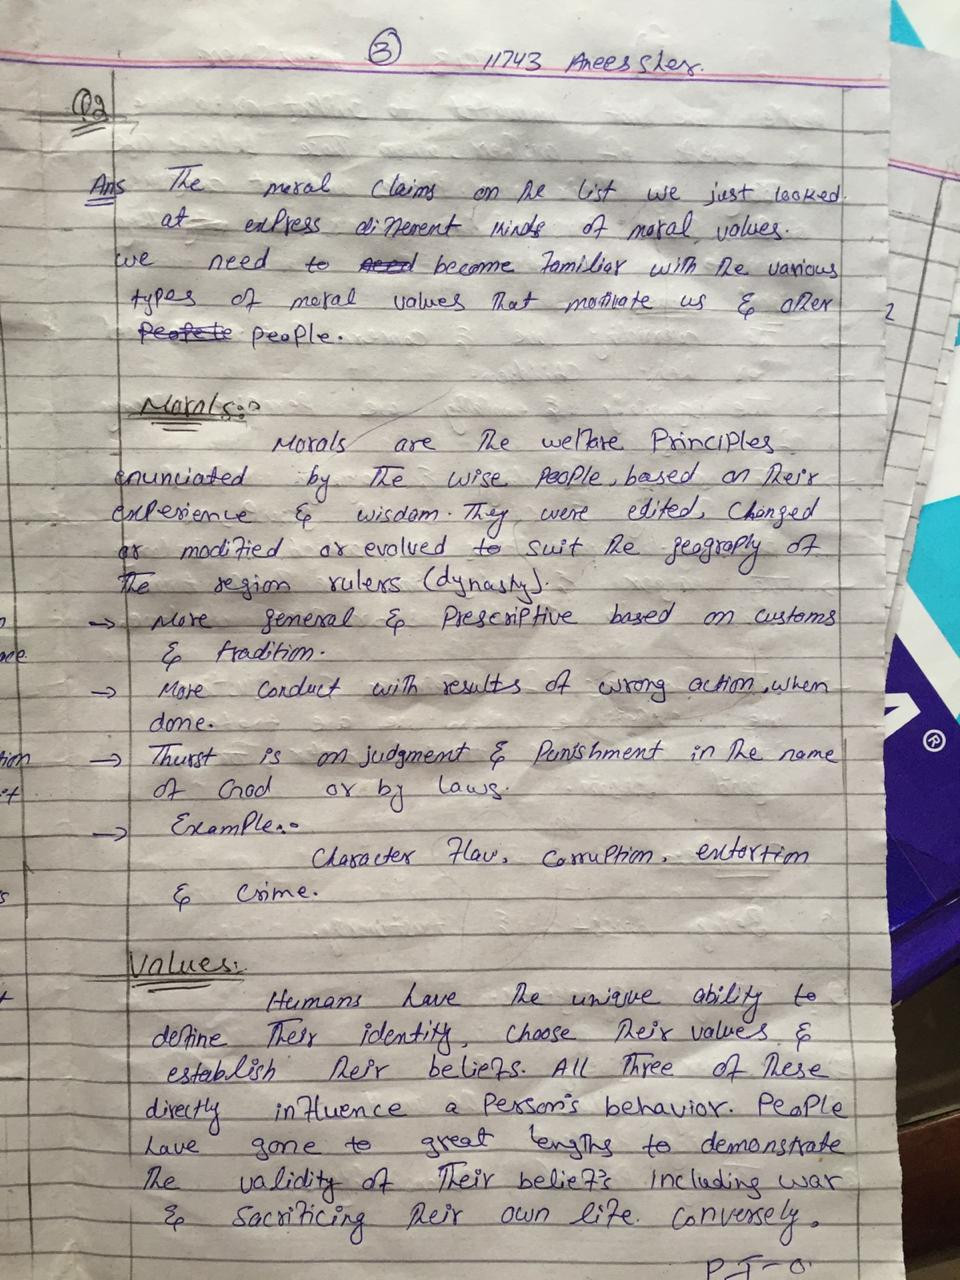 3
11743 Anees Sher.
Q2
Ans The moral Claims on the list we just looked
at express different kinds of moral values.
we need to need become familiar with the various
types of moral values that motivate us & other
people.
Morals:-
Morals are the welfare Principles
enunciated by the wise people, based on their
experience & wisdom. They were edited, changed
or modified or evolved to suit the geography of
the region rulers (dynasty).
→ More general & Prescriptive based on customs
& tradition.
→ More conduct with results of wrong action, when
done.
→ Thurst is on judgment & Punishment in the name
of God or by laws.
→ Example:-
Character Flaw, Corruption, extortion
& Crime.
Values:
Humans have the unique ability to
define their identity, choose their values &
establish their beliefs. All three of these
directly influence a Person's behavior. People
have gone to great lengths to demonstrate
the validity of their beliefs including war
& Sacrificing their own life. Conversely,
P-T-O
2
A
®